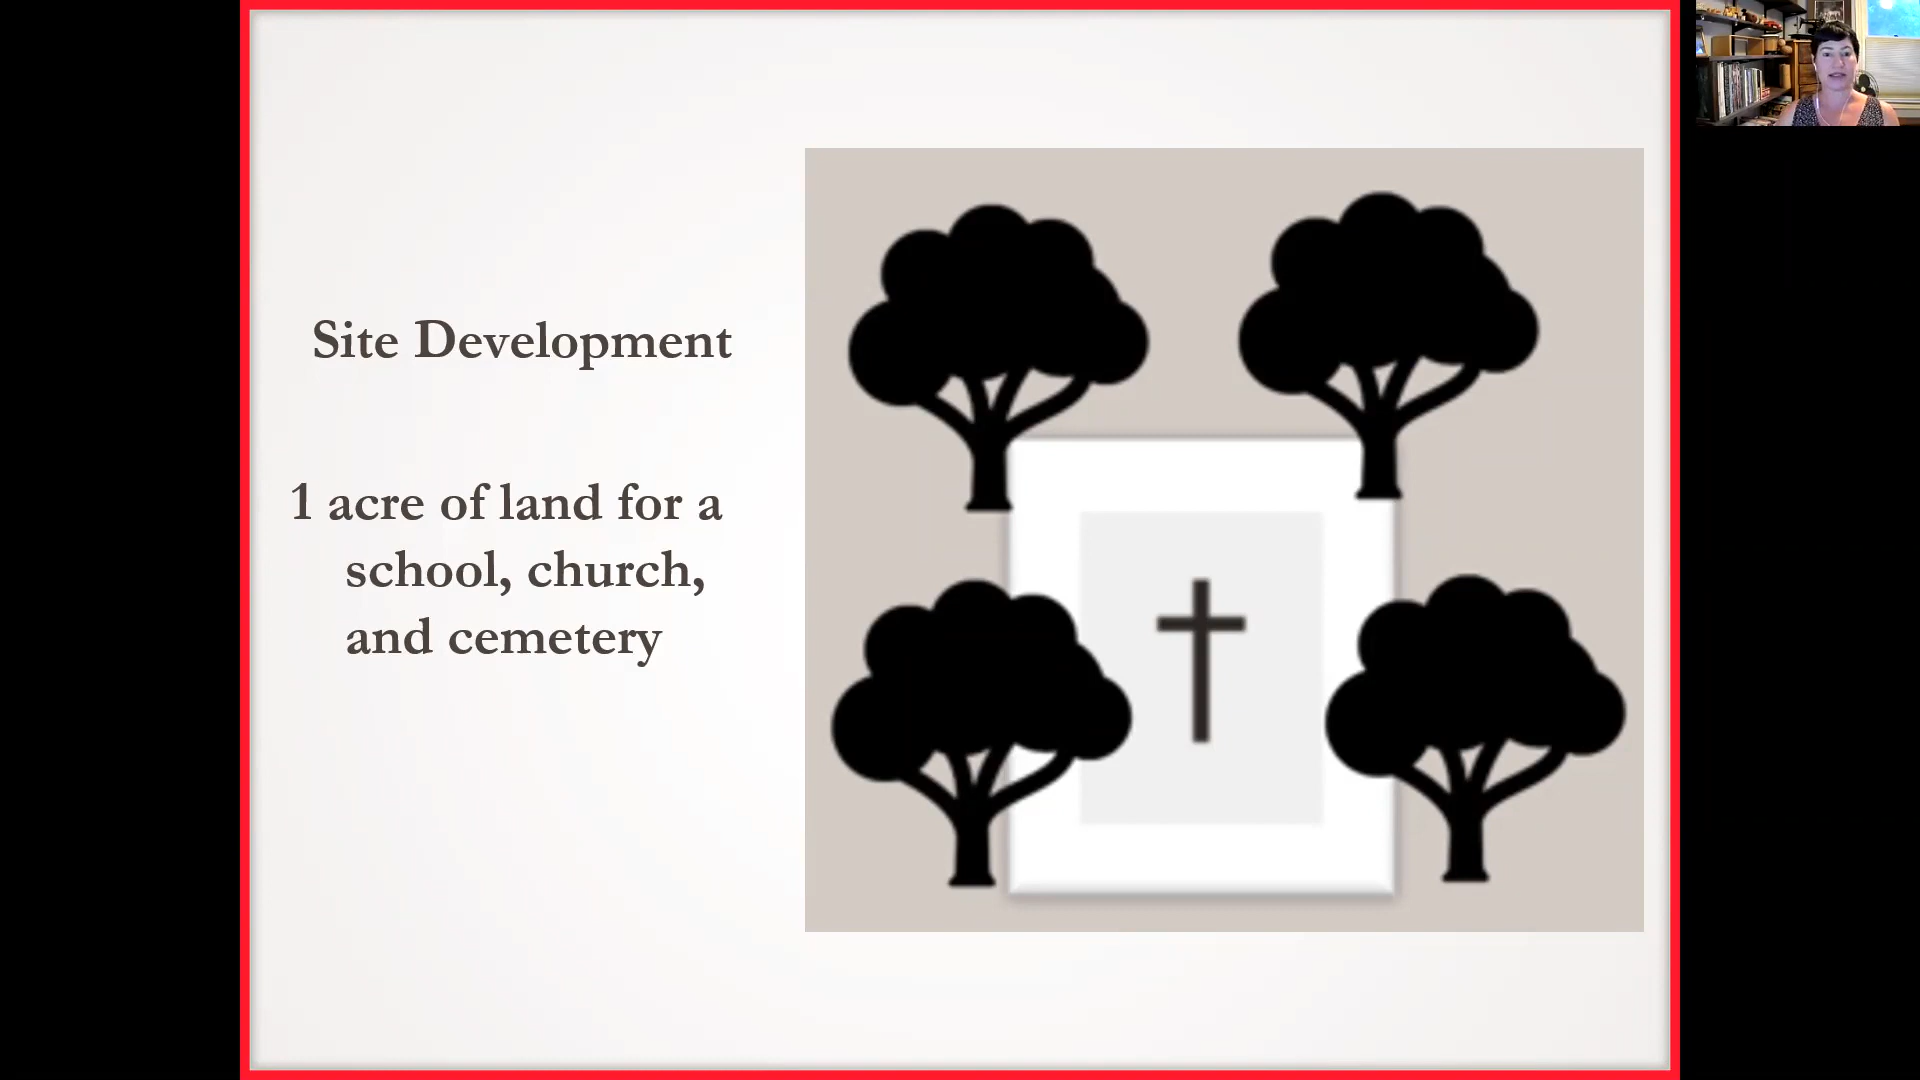 Site Development
1 acre of land for a
school, church,
and cemetery